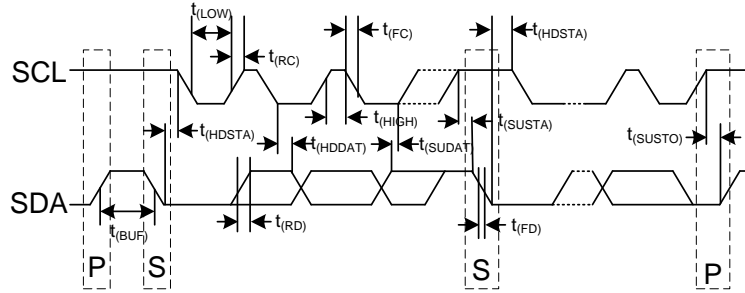 t(LOW)
t(RC)
t(FC)
t(HDSTA)
SCL
t(HDSTA)
t(HDDAT)
t(HIGH)
t(SUDAT)
t(SUSTA)
t(SUSTO)
SDA
t(BUF)
t(RD)
t(FD)
P
S
S
P